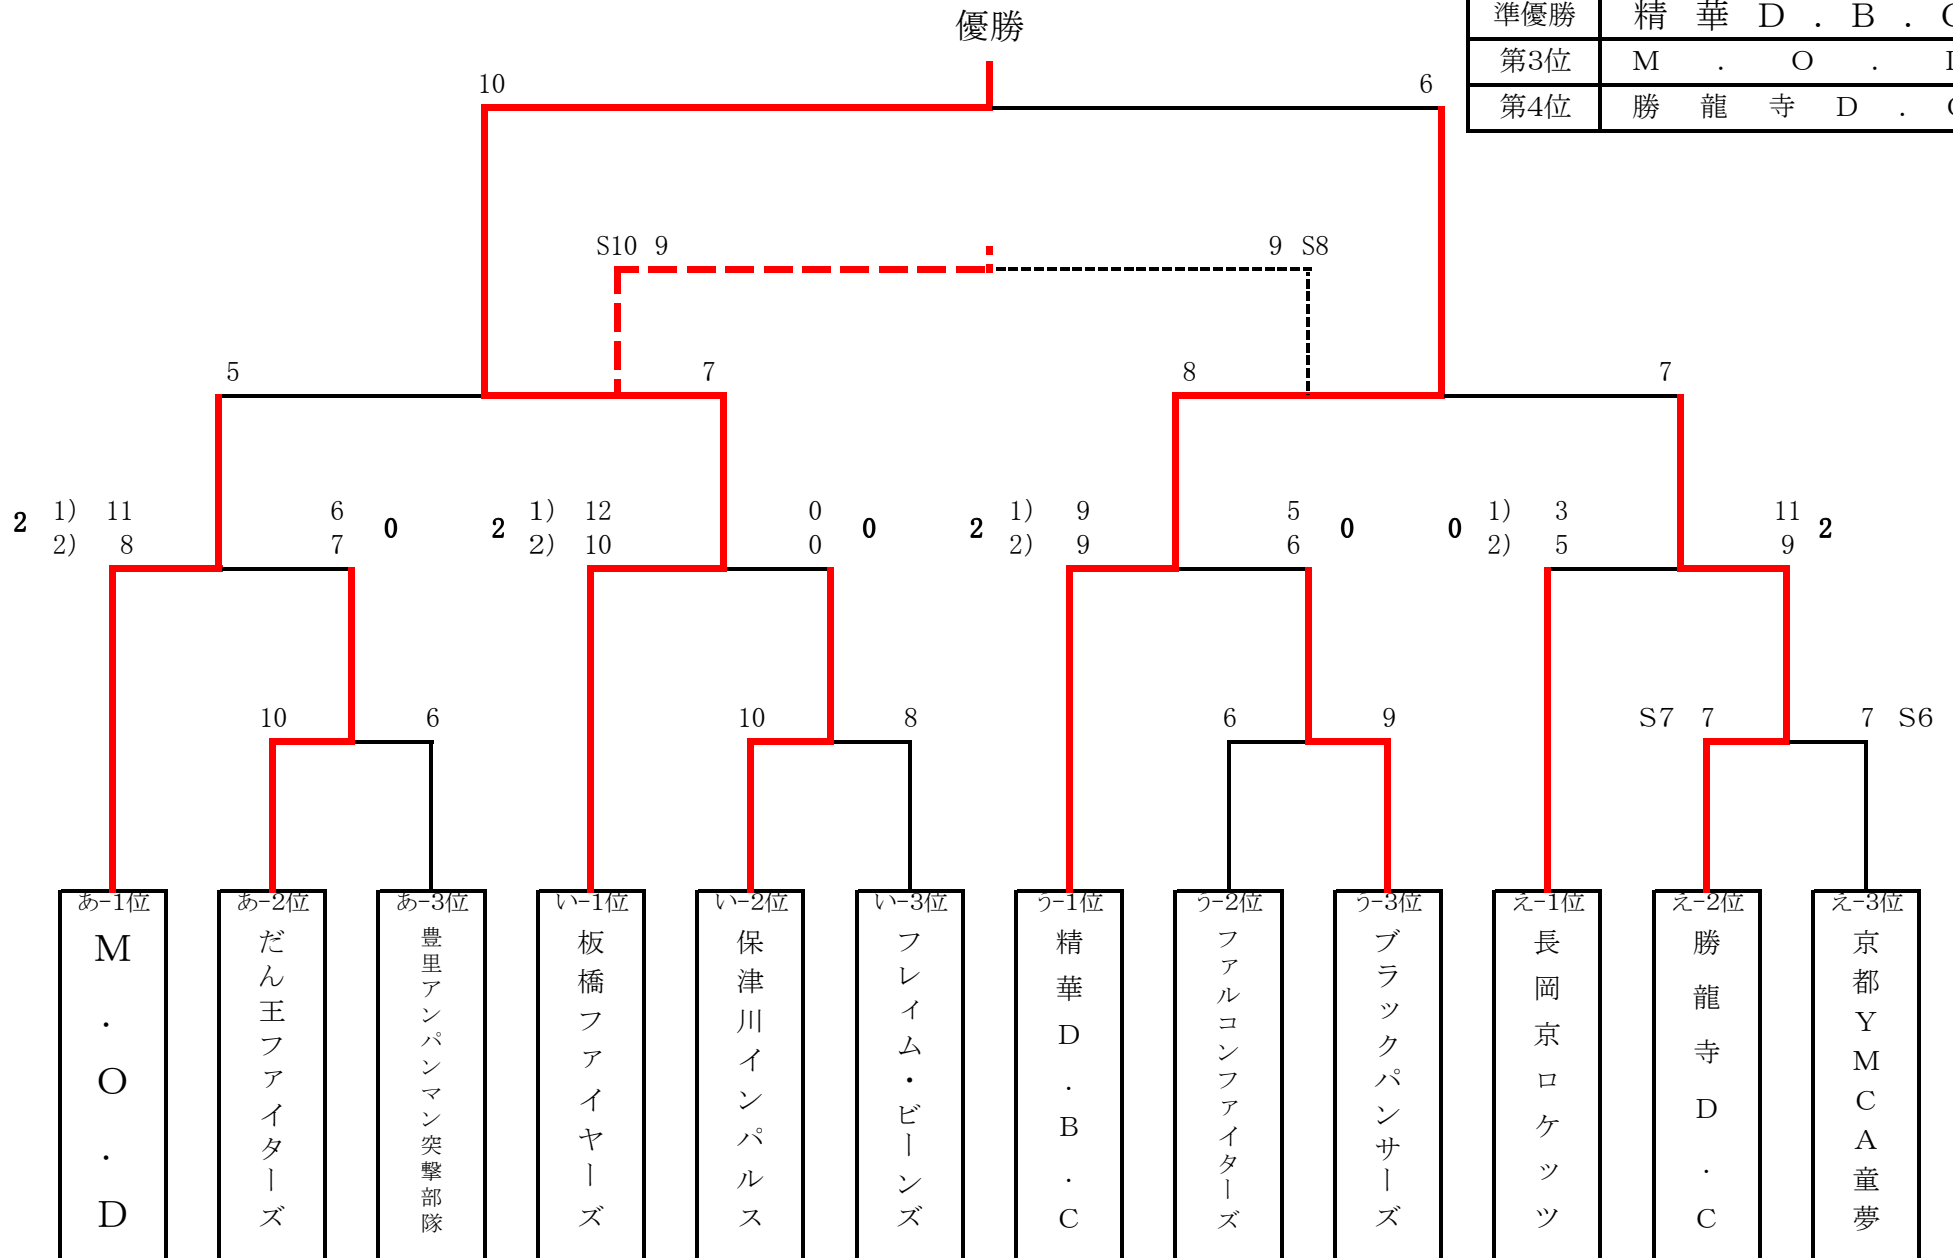 優勝
準優勝 精華D.B.
第3位 M.O.
第4位 勝龍寺D.
10 6
S10 9 9 S8
5 7 8 7
2 1) 11 6 0 2 1) 12 0 0 2 1) 9 5 0 0 1) 3 11 2
2) 8 7 2) 10 0 2) 9 6 2) 5 9
10 6 10 8 6 9 S7 7 7 S6
あ-1位 あ-2位 あ-3位 い-1位 い-2位 い-3位 う-1位 う-2位 う-3位 え-1位 え-2位 え-3位
M.O.D
だん王ファイターズ
豊里アンパンマン突撃部隊
板橋ファイヤーズ
保津川インパルス
フレイム・ビーンズ
精華D.B.C
ファルコンファイターズ
ブラックパンサーズ
長岡京ロケッツ
勝龍寺D.C
京都YMCA童夢